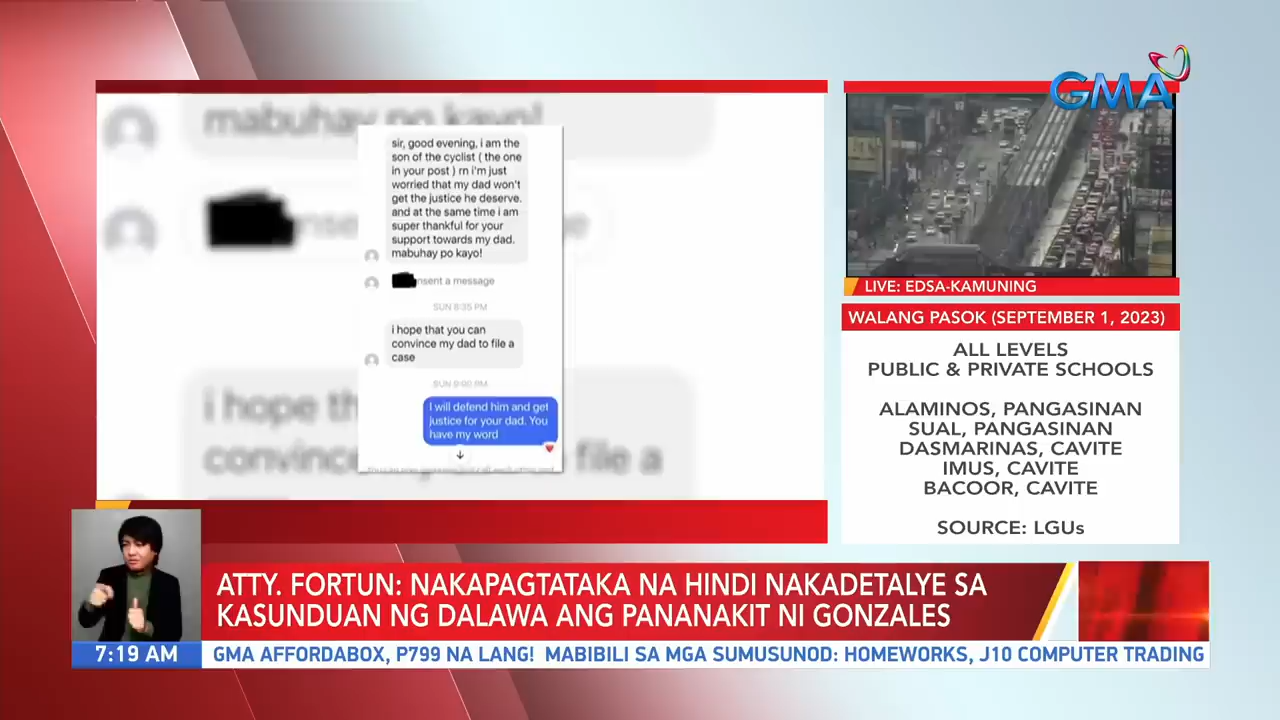 GMA
mabuhay po kayo!
sir, good evening, i am the
son of the cyclist ( the one
in your post ) rn i'm just
worried that my dad won't
get the justice he deserve.
and at the same time i am
super thankful for your
support towards my dad.
mabuhay po kayo!
nsent a message
SUN 8:35 PM
i hope that you can
convince my dad to file a
case
SUN 9:00 PM
I will defend him and get
justice for your dad. You
have my word
i hope th
convince
file a
LIVE: EDSA-KAMUNING
WALANG PASOK (SEPTEMBER 1, 2023)
ALL LEVELS
PUBLIC & PRIVATE SCHOOLS
ALAMINOS, PANGASINAN
SUAL, PANGASINAN
DASMARINAS, CAVITE
IMUS, CAVITE
BACOOR, CAVITE
SOURCE: LGUs
ATTY. FORTUN: NAKAPAGTATAKA NA HINDI NAKADETALYE SA
KASUNDUAN NG DALAWA ANG PANANAKIT NI GONZALES
7:19 AM
GMA AFFORDABOX, P799 NA LANG! MABIBILI SA MGA SUMUSUNOD: HOMEWORKS, J10 COMPUTER TRADING